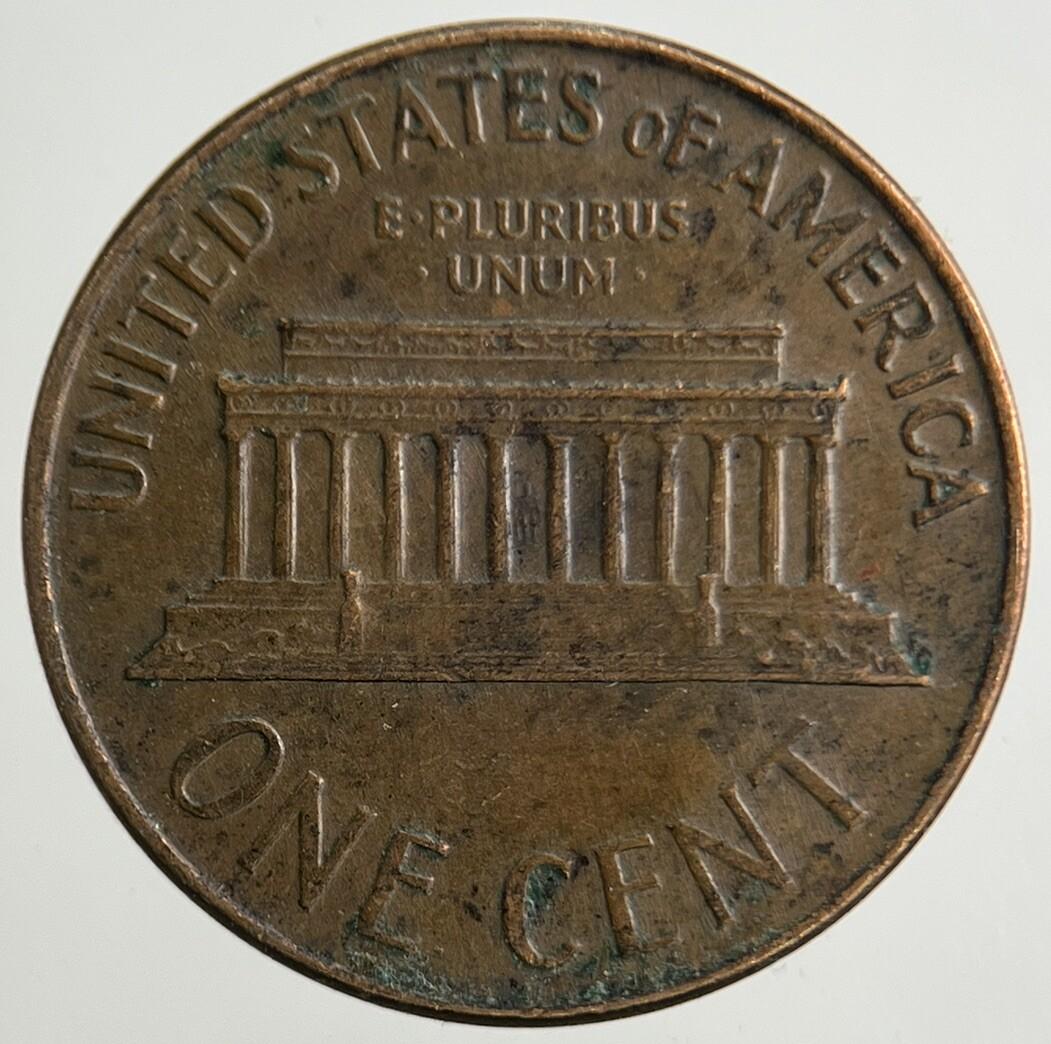 UNITED STATES oF AMERICA
E·PLURIBUS
·UNUM·
ONE CENT